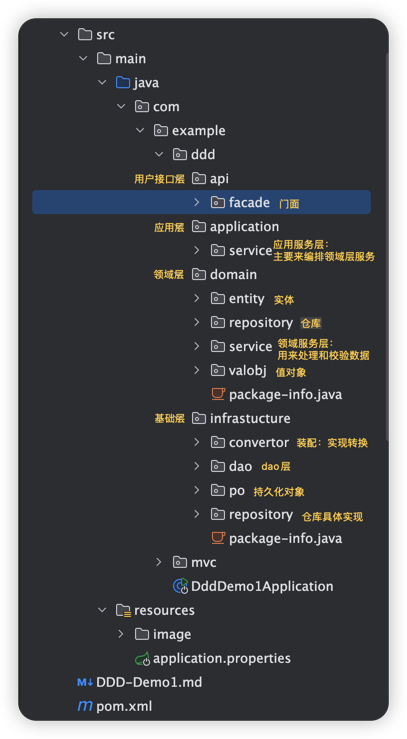 src
main
java
com
example
ddd
用户接口层 api
facade 门面
应用层 application
service 应用服务层：
主要来编排领域层服务
领域层 domain
entity 实体
repository 仓库
service 领域服务层：
用来处理和校验数据
valobj 值对象
package-info.java
基础层 infrastucture
convertor 装配：实现转换
dao dao层
po 持久化对象
repository 仓库具体实现
package-info.java
mvc
DddDemo1Application
resources
image
application.properties
M↓ DDD-Demo1.md
m pom.xml